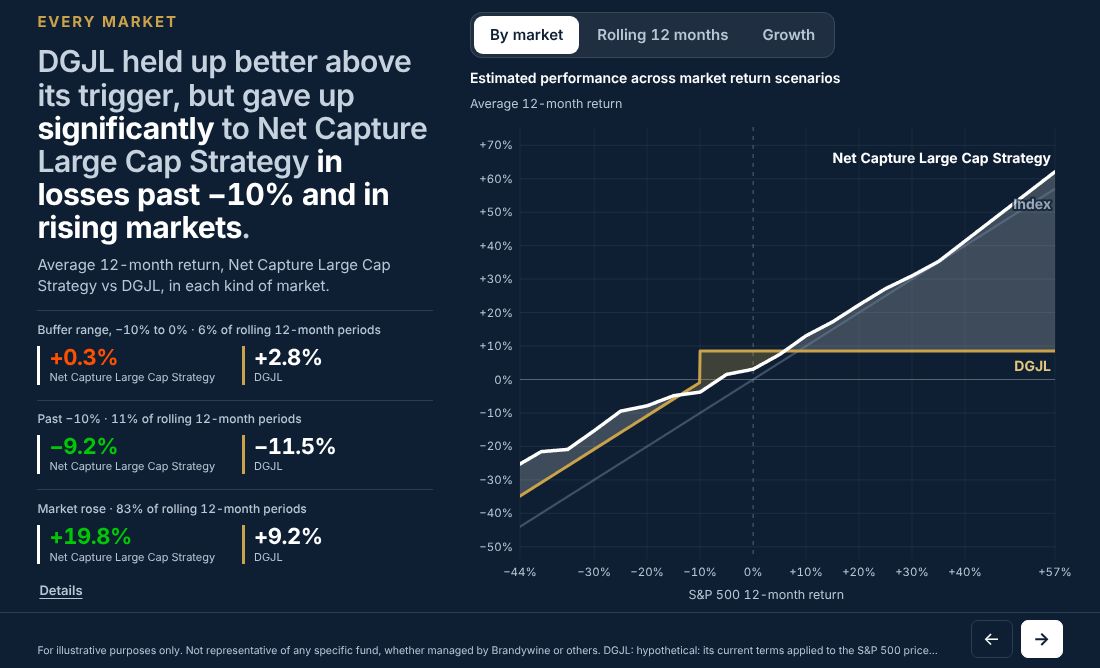 EVERY MARKET
DGJL held up better above
its trigger, but gave up
significantly to Net Capture
Large Cap Strategy in
losses past −10% and in
rising markets.
Average 12-month return, Net Capture Large Cap
Strategy vs DGJL, in each kind of market.
Buffer range, −10% to 0% · 6% of rolling 12-month periods
+0.3%
Net Capture Large Cap Strategy
+2.8%
DGJL
Past −10% · 11% of rolling 12-month periods
−9.2%
Net Capture Large Cap Strategy
−11.5%
DGJL
Market rose · 83% of rolling 12-month periods
+19.8%
Net Capture Large Cap Strategy
+9.2%
DGJL
Details
By market
Rolling 12 months
Growth
Estimated performance across market return scenarios
Average 12-month return
+70%
+60%
+50%
+40%
+30%
+20%
+10%
0%
−10%
−20%
−30%
−40%
−50%
Net Capture Large Cap Strategy
Index
DGJL
−44%
−30%
−20%
−10%
0%
+10%
+20%
+30%
+40%
+57%
S&P 500 12-month return
For illustrative purposes only. Not representative of any specific fund, whether managed by Brandywine or others. DGJL: hypothetical: its current terms applied to the S&P 500 price...